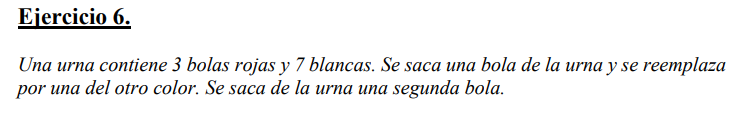 Ejercicio 6.
Una urna contiene 3 bolas rojas y 7 blancas. Se saca una bola de la urna y se reemplaza
por una del otro color. Se saca de la urna una segunda bola.